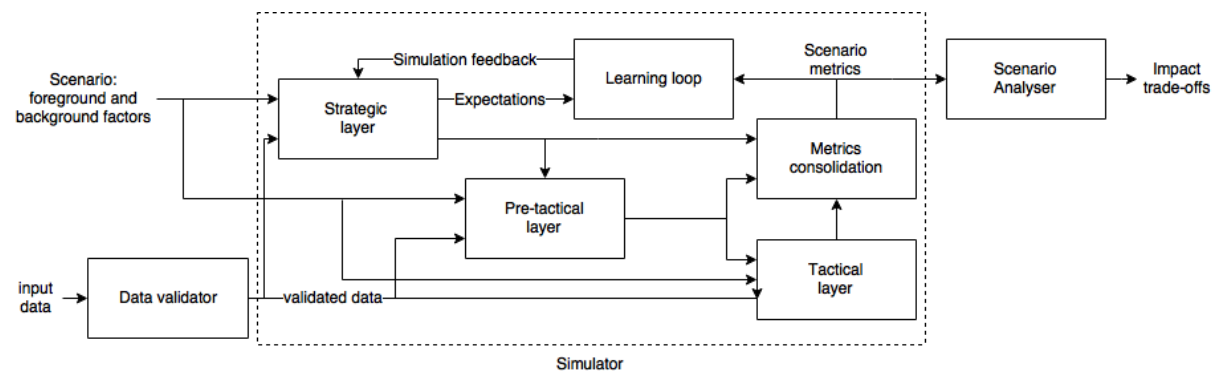 Scenario:
foreground and
background factors
Simulation feedback
Learning loop
Scenario
metrics
Scenario
Analyser
Impact
trade-offs
Strategic
layer
Expectations
Metrics
consolidation
Pre-tactical
layer
Tactical
layer
input
data
Data validator
validated data
Simulator